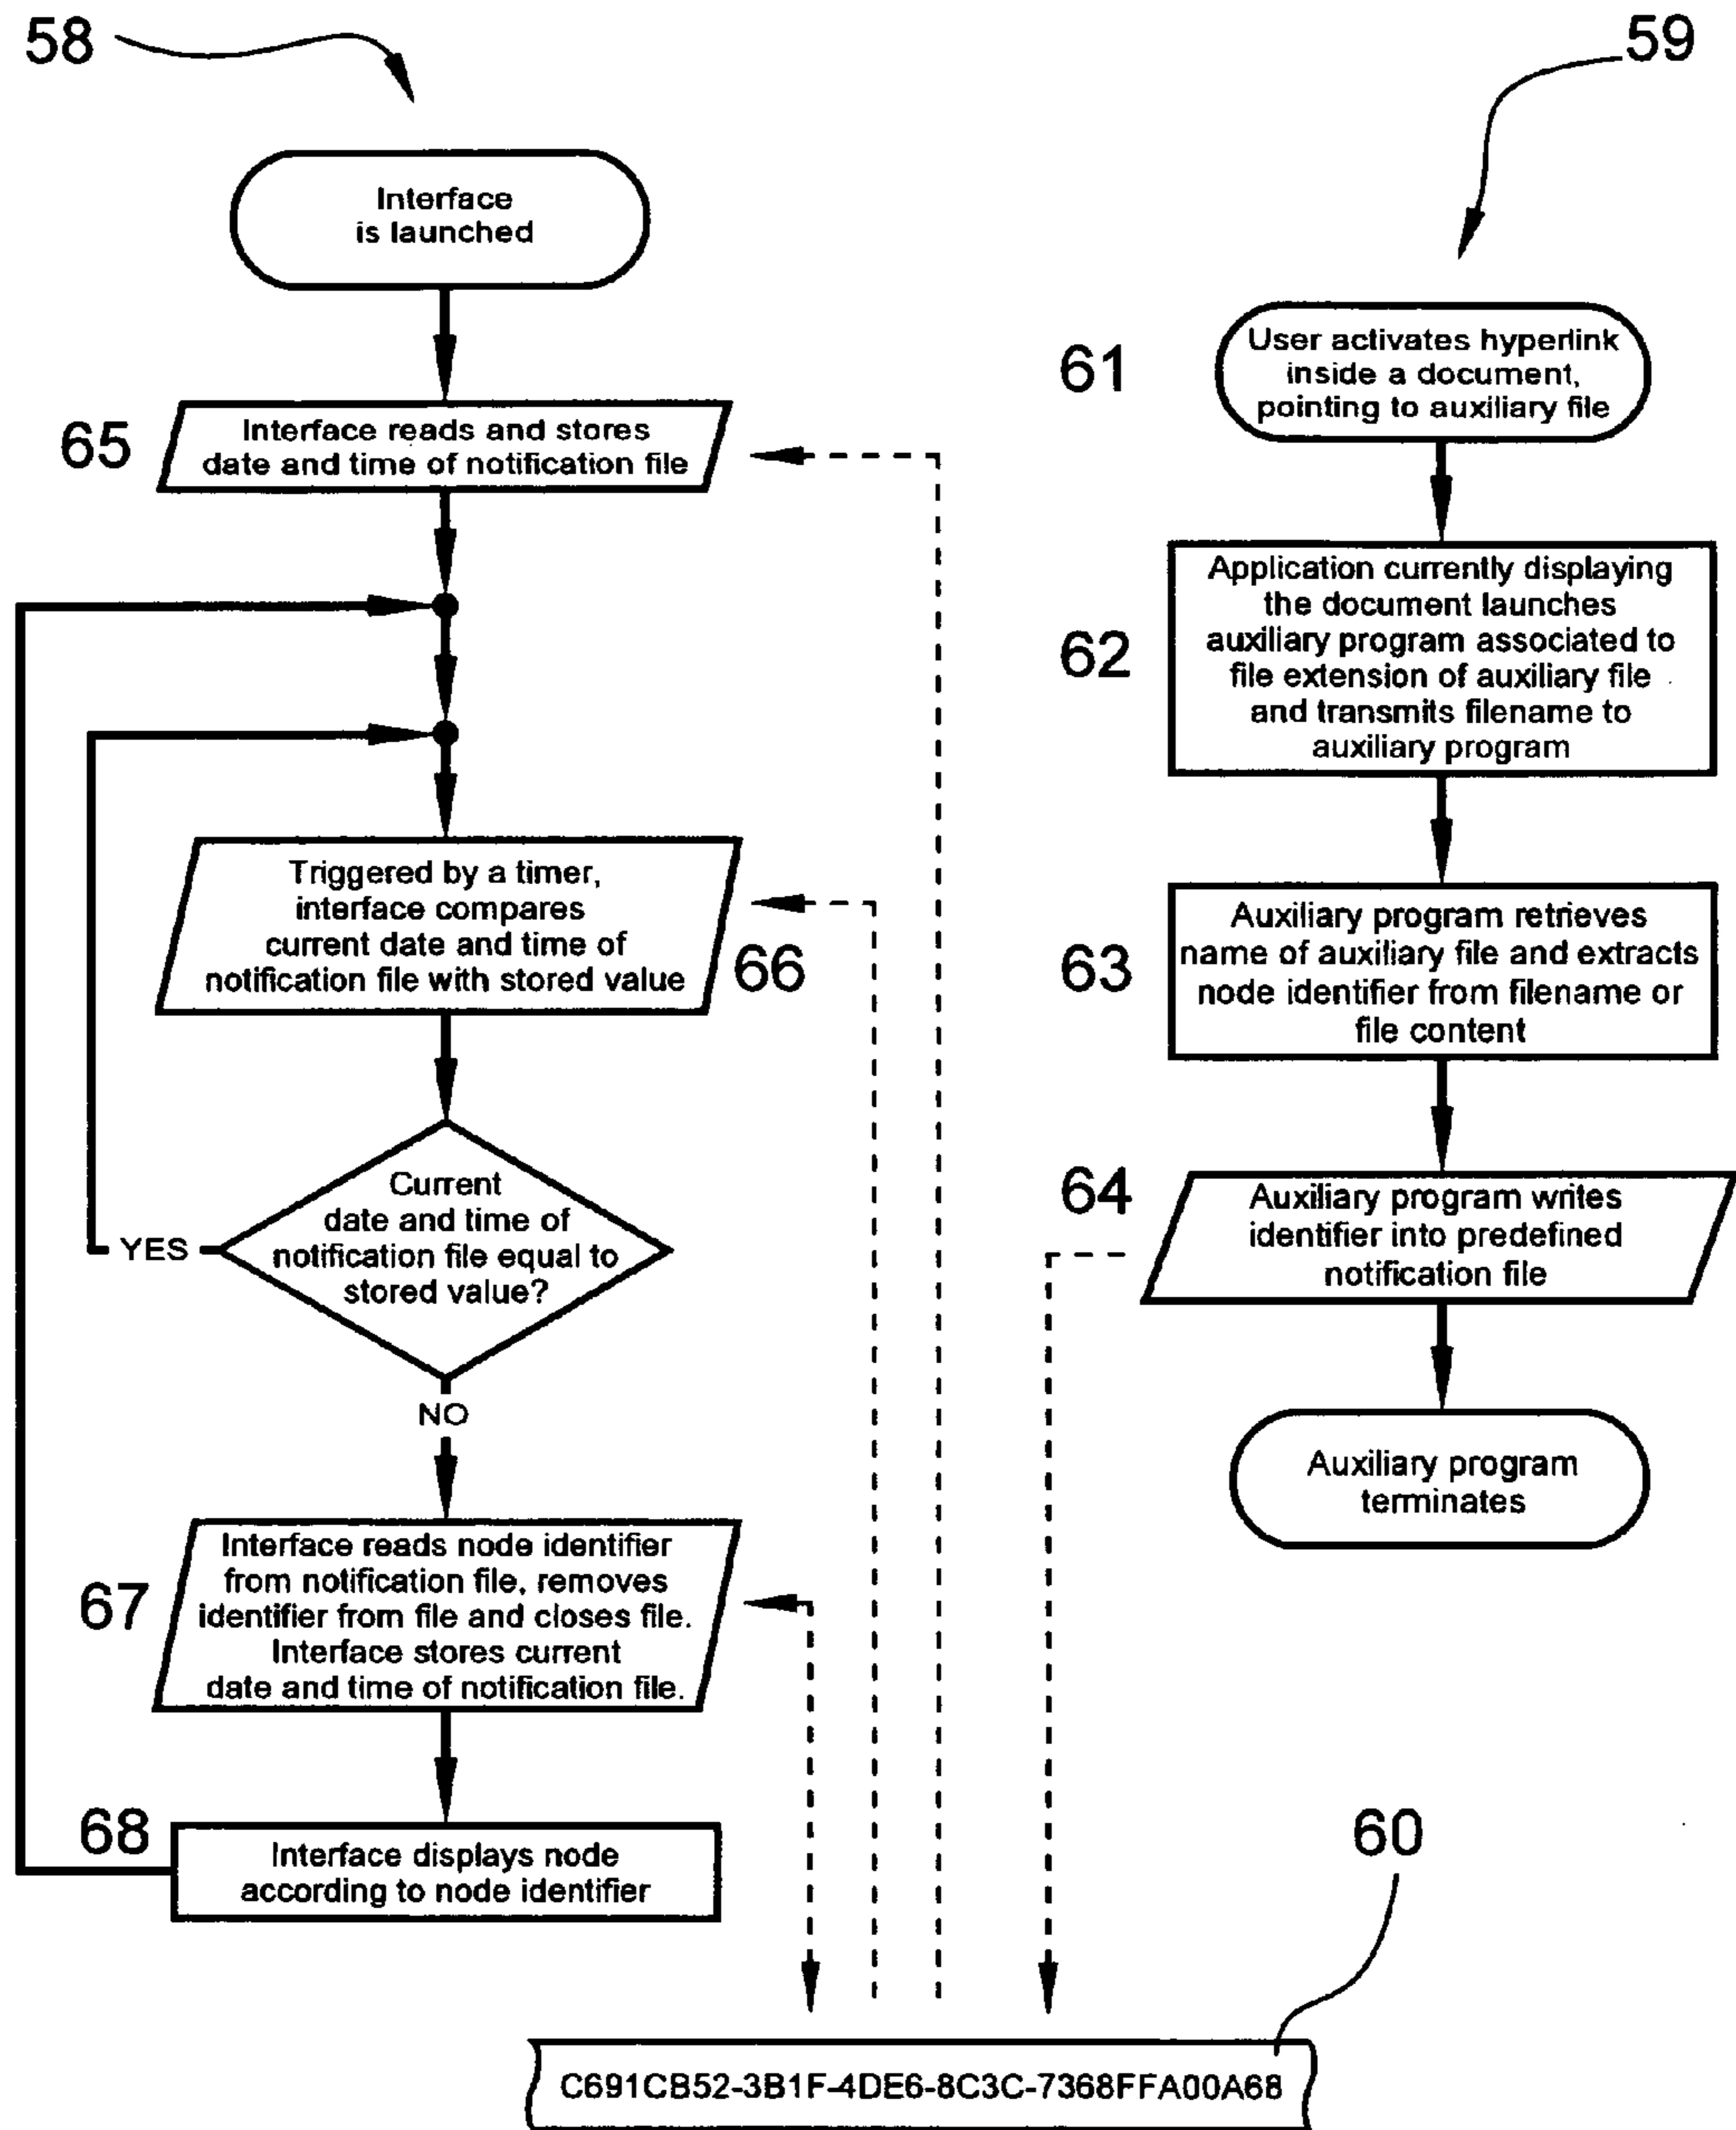 58
Interface
is launched
65
Interface reads and stores
date and time of notification file
Triggered by a timer,
interface compares
current date and time of
notification file with stored value
66
Current
date and time of
notification file equal to
stored value?
YES
NO
67
Interface reads node identifier
from notification file, removes
identifier from file and closes file.
Interface stores current
date and time of notification file.
68
Interface displays node
according to node identifier
59
61
User activates hyperlink
inside a document,
pointing to auxiliary file
62
Application currently displaying
the document launches
auxiliary program associated to
file extension of auxiliary file
and transmits filename to
auxiliary program
63
Auxiliary program retrieves
name of auxiliary file and extracts
node identifier from filename or
file content
64
Auxiliary program writes
identifier into predefined
notification file
Auxiliary program
terminates
60
C691CB52-3B1F-4DE6-8C3C-7368FFA00A68